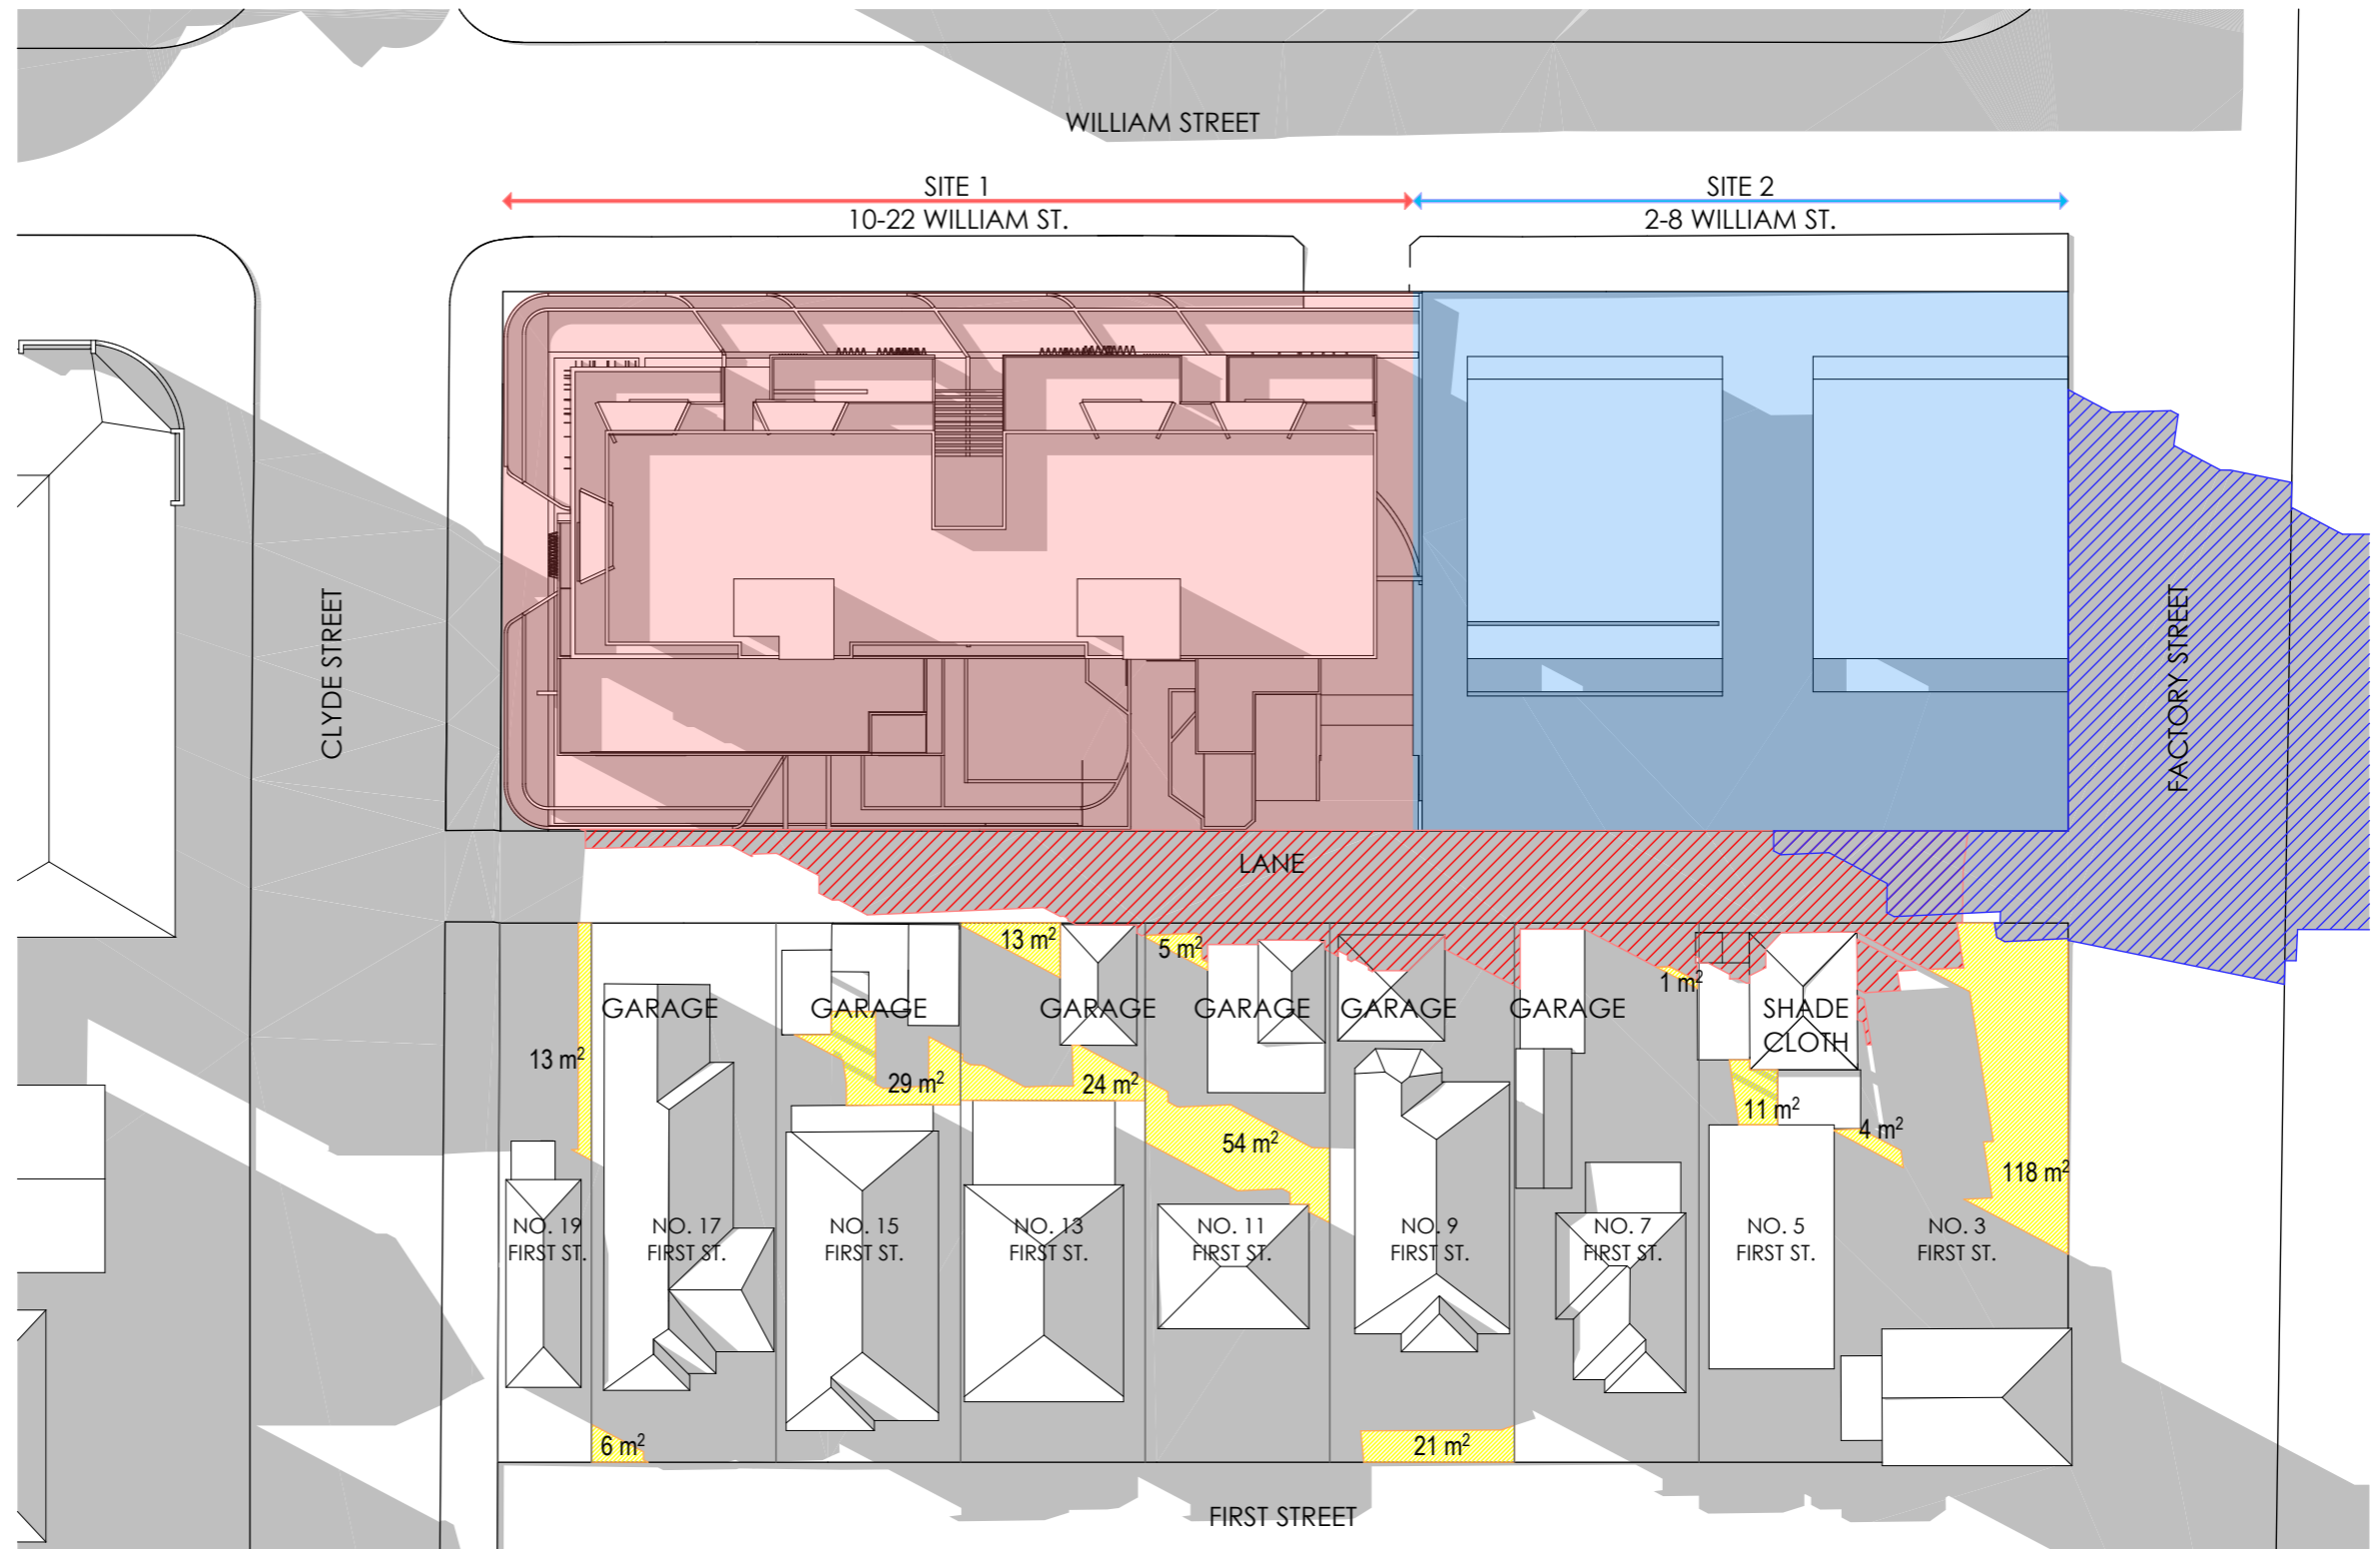 WILLIAM STREET
SITE 1
10-22 WILLIAM ST.
SITE 2
2-8 WILLIAM ST.
CLYDE STREET
FACTORY STREET
LANE
13 m²
5 m²
1 m²
GARAGE
GARAGE
GARAGE
GARAGE
GARAGE
GARAGE
SHADE
CLOTH
13 m²
29 m²
24 m²
54 m²
11 m²
4 m²
118 m²
NO. 19
FIRST ST.
NO. 17
FIRST ST.
NO. 15
FIRST ST.
NO. 13
FIRST ST.
NO. 11
FIRST ST.
NO. 9
FIRST ST.
NO. 7
FIRST ST.
NO. 5
FIRST ST.
NO. 3
FIRST ST.
6 m²
21 m²
FIRST STREET